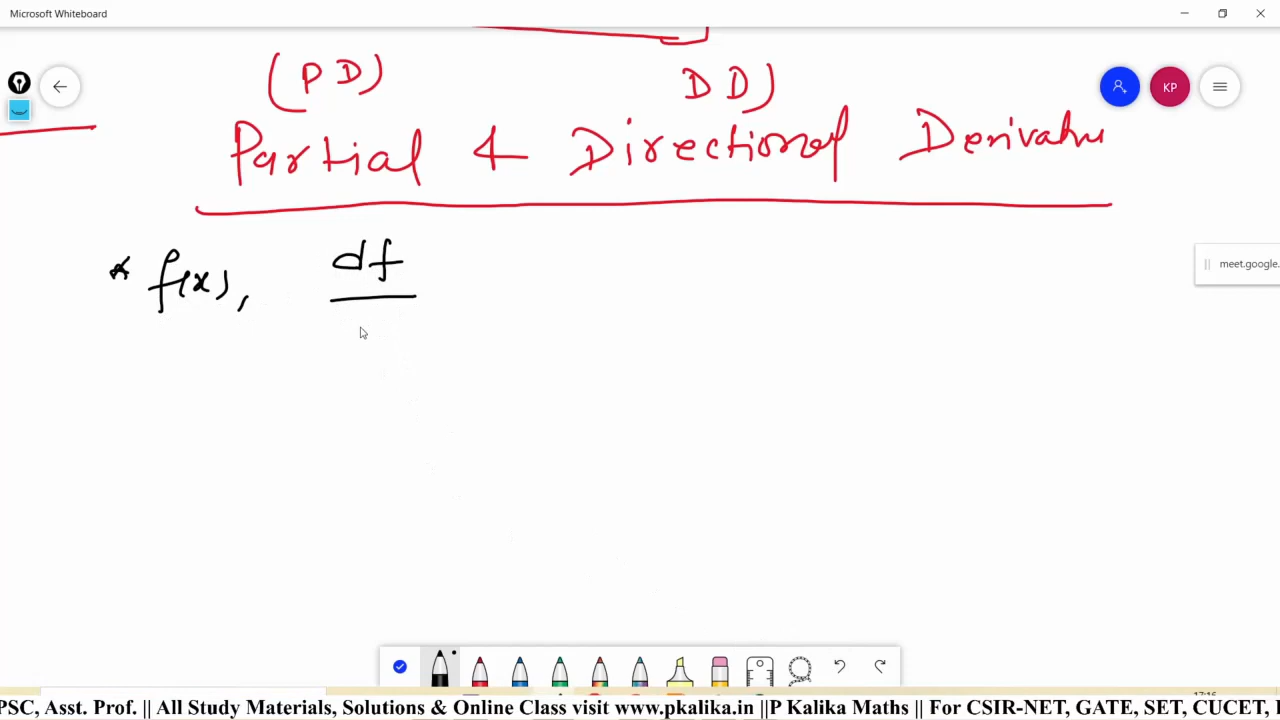 Microsoft Whiteboard
(PD) DD)
Partial & Directional Derivative
KP
* f(x), df
meet.google.
PSC, Asst. Prof. || All Study Materials, Solutions & Online Class visit www.pkalika.in ||P Kalika Maths || For CSIR-NET, GATE, SET, CUCET, I